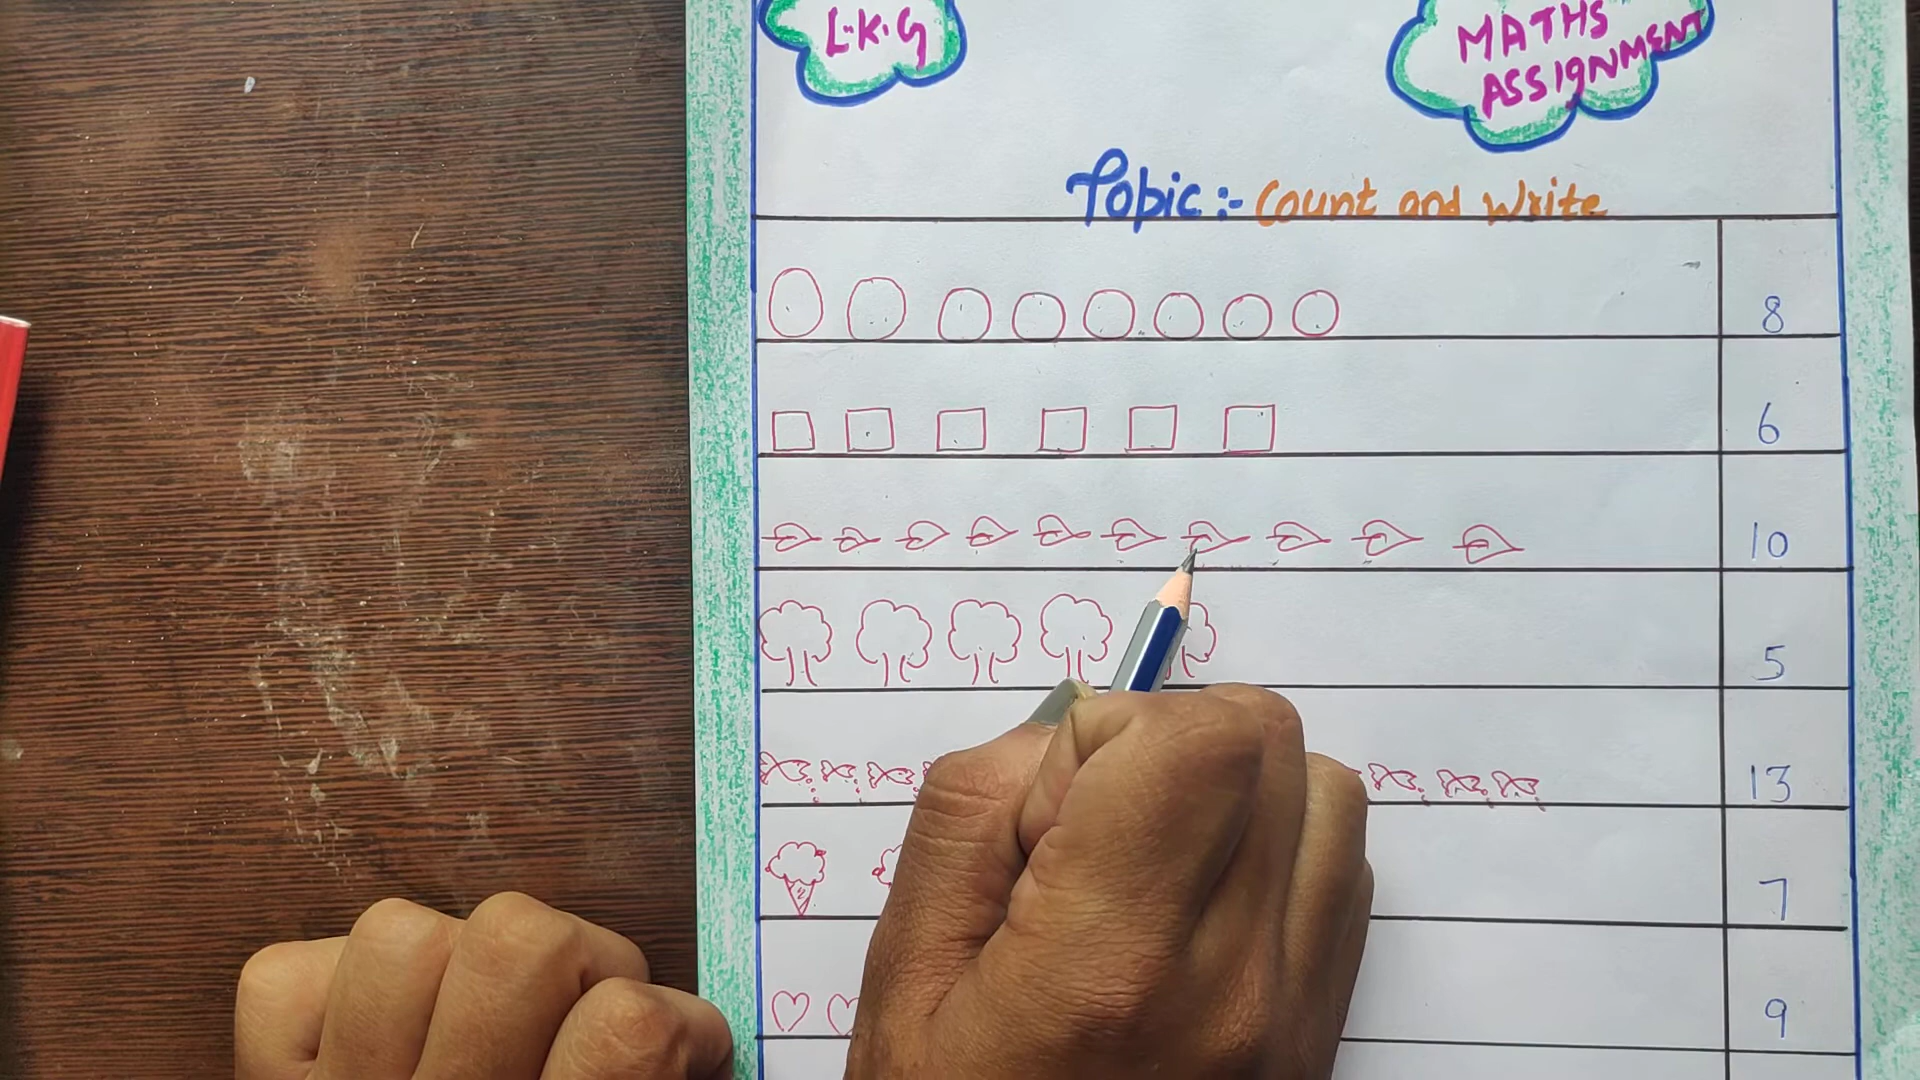 L.K.G
MATHS
ASSIGNMENT
Topic :- Count and Write
8
6
10
5
13
7
9